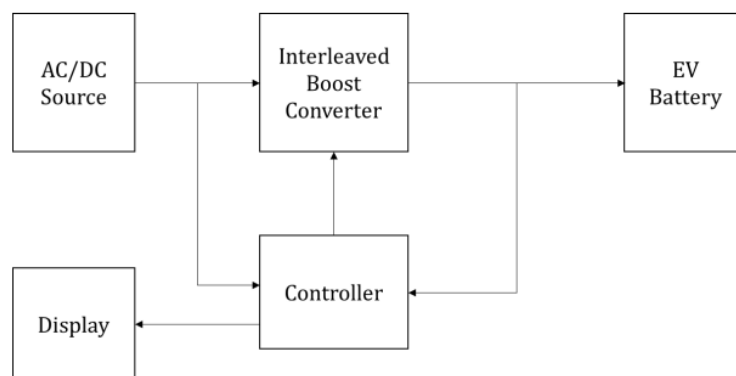 AC/DC
Source
Interleaved
Boost
Converter
EV
Battery
Controller
Display